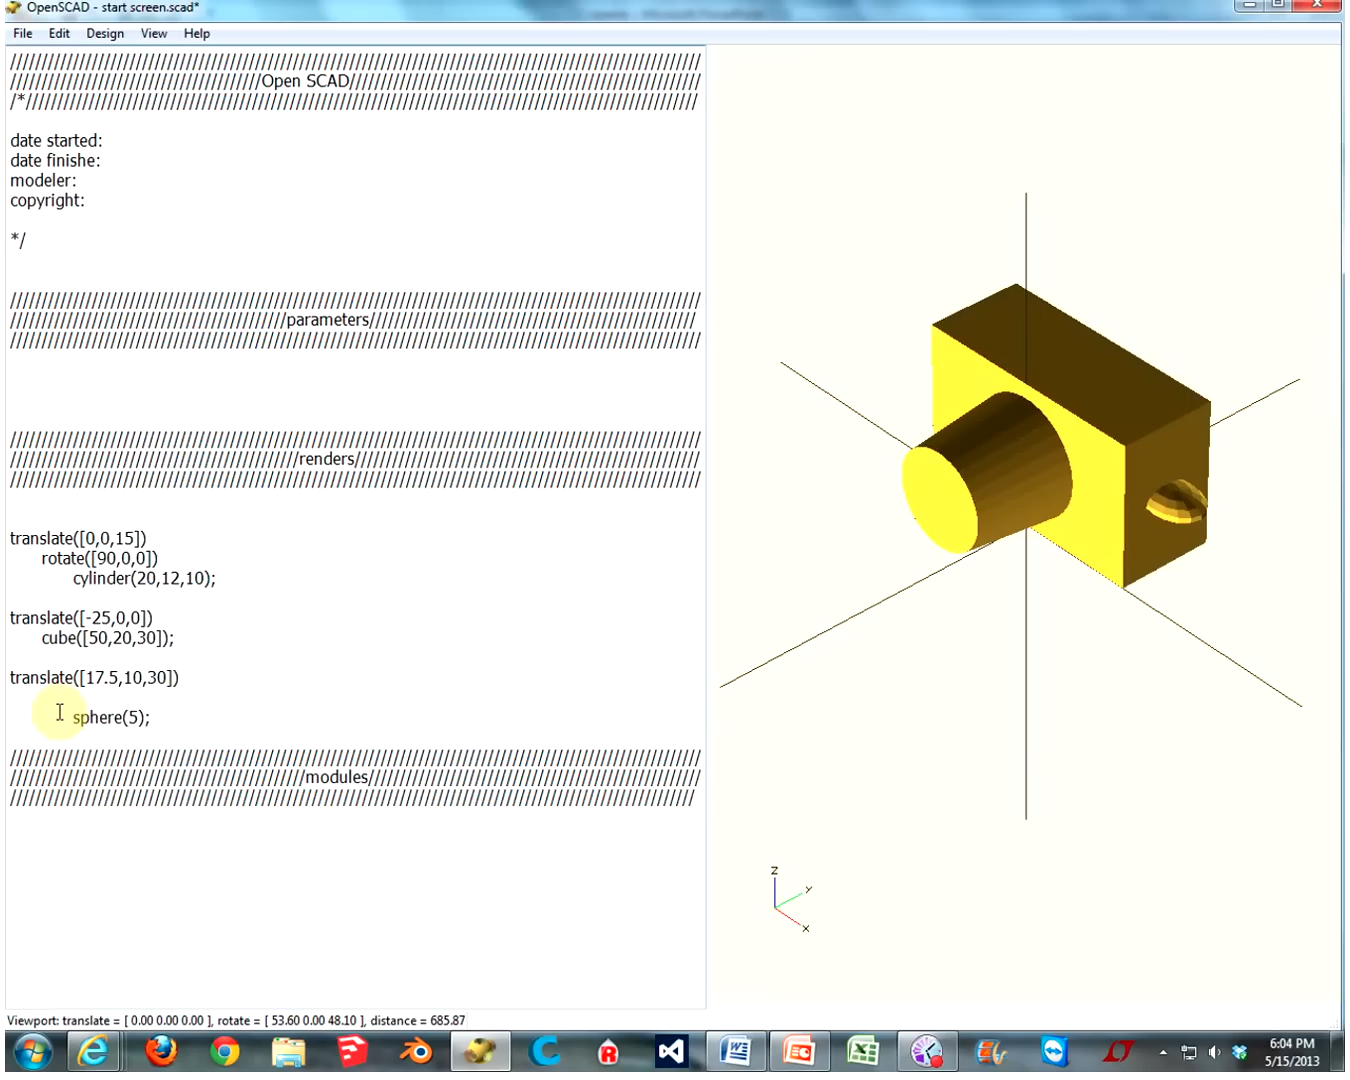 OpenSCAD - start screen.scad*
File Edit Design View Help
//////////////////////////////////////////////////////////////////////////////////////////////
//////////////////////////////////Open SCAD///////////////////////////////////////////////
/*///////////////////////////////////////////////////////////////////////////////////////////
date started:
date finishe:
modeler:
copyright:
*/
//////////////////////////////////////////////////////////////////////////////////////////////
/////////////////////////////////////parameters////////////////////////////////////////////
//////////////////////////////////////////////////////////////////////////////////////////////
//////////////////////////////////////////////////////////////////////////////////////////////
///////////////////////////////////////renders//////////////////////////////////////////////
//////////////////////////////////////////////////////////////////////////////////////////////
translate([0,0,15])
rotate([90,0,0])
cylinder(20,12,10);
translate([-25,0,0])
cube([50,20,30]);
translate([17.5,10,30])
sphere(5);
//////////////////////////////////////////////////////////////////////////////////////////////
////////////////////////////////////////modules////////////////////////////////////////////
/////////////////////////////////////////////////////////////////////////////////////////////
Z
Y
X
Viewport: translate = [ 0.00 0.00 0.00 ], rotate = [ 53.60 0.00 48.10 ], distance = 685.87
6:04 PM
5/15/2013